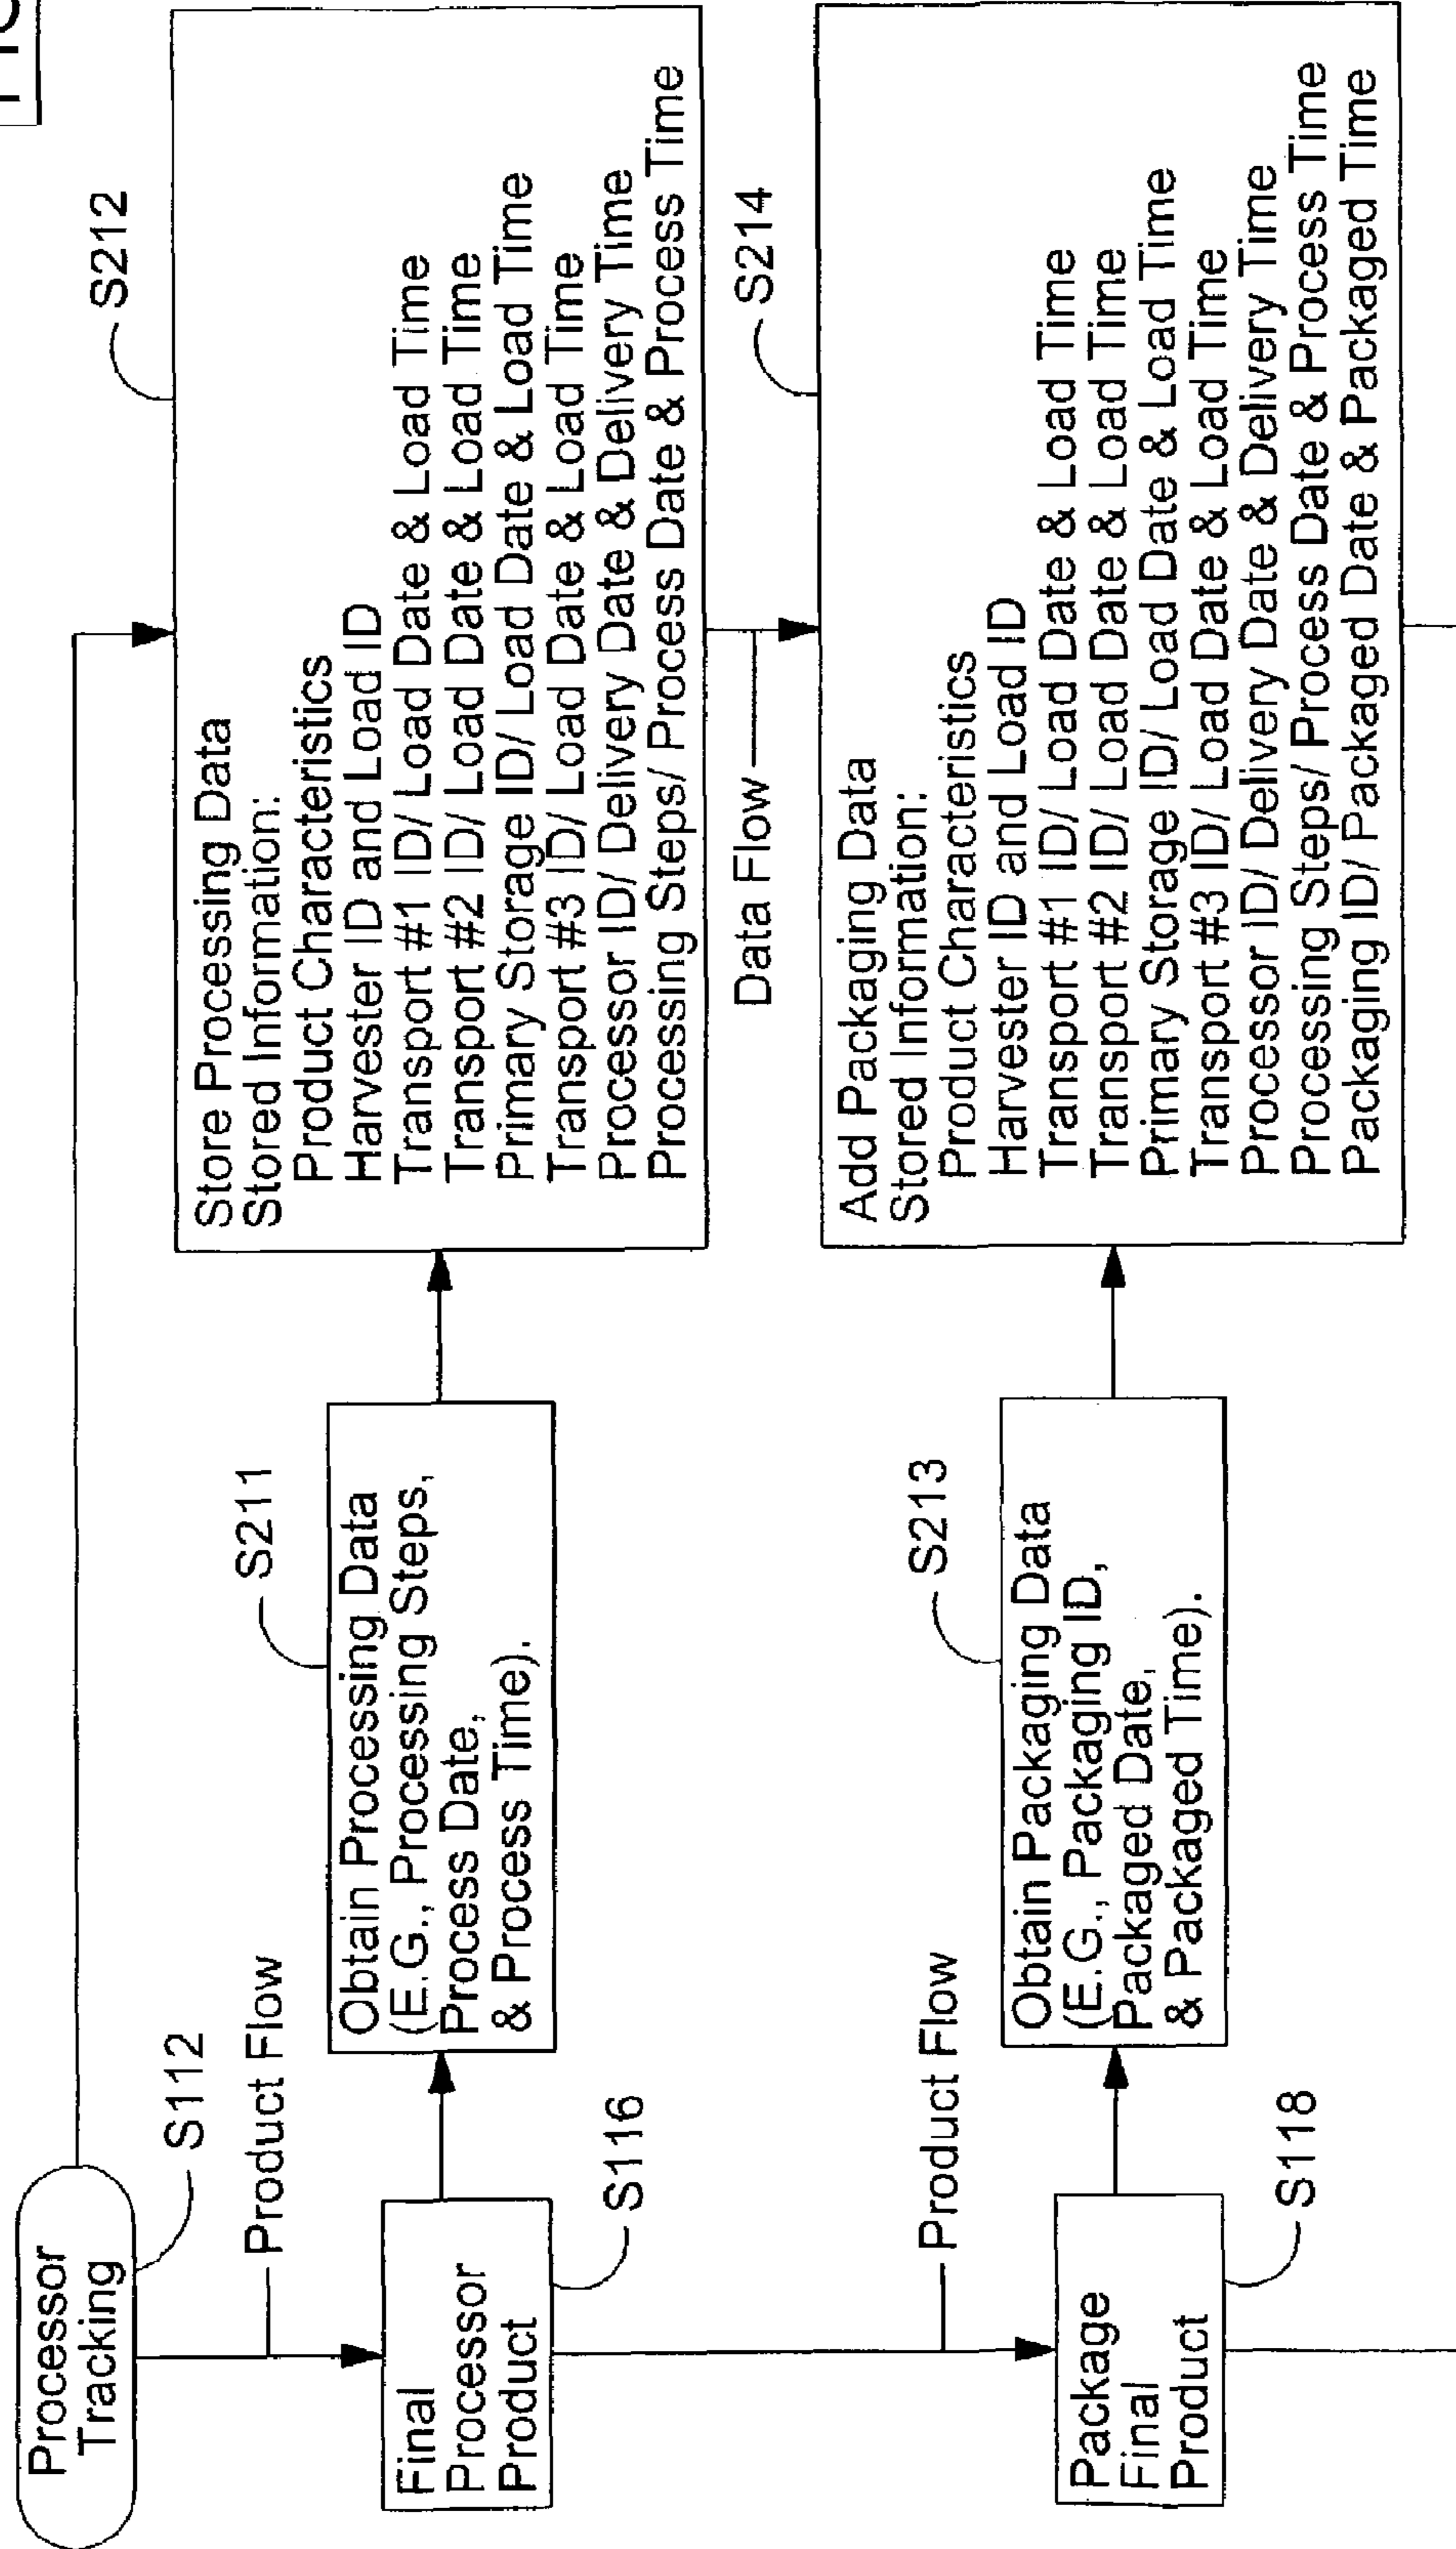 Processor
Tracking
S112
Product Flow
Final
Processor
Product
S116
Obtain Processing Data
(E.G., Processing Steps,
Process Date,
& Process Time).
S211
Store Processing Data
Stored Information:
Product Characteristics
Harvester ID and Load ID
Transport #1 ID/ Load Date & Load Time
Transport #2 ID/ Load Date & Load Time
Primary Storage ID/ Load Date & Load Time
Transport #3 ID/ Load Date & Load Time
Processor ID/ Delivery Date & Delivery Time
Processing Steps/ Process Date & Process Time
S212
Data Flow
Product Flow
Package
Final
Product
S118
Obtain Packaging Data
(E.G., Packaging ID,
Packaged Date,
& Packaged Time).
S213
Add Packaging Data
Stored Information:
Product Characteristics
Harvester ID and Load ID
Transport #1 ID/ Load Date & Load Time
Transport #2 ID/ Load Date & Load Time
Primary Storage ID/ Load Date & Load Time
Transport #3 ID/ Load Date & Load Time
Processor ID/ Delivery Date & Delivery Time
Processing Steps/ Process Date & Process Time
Packaging ID/ Packaged Date & Packaged Time
S214